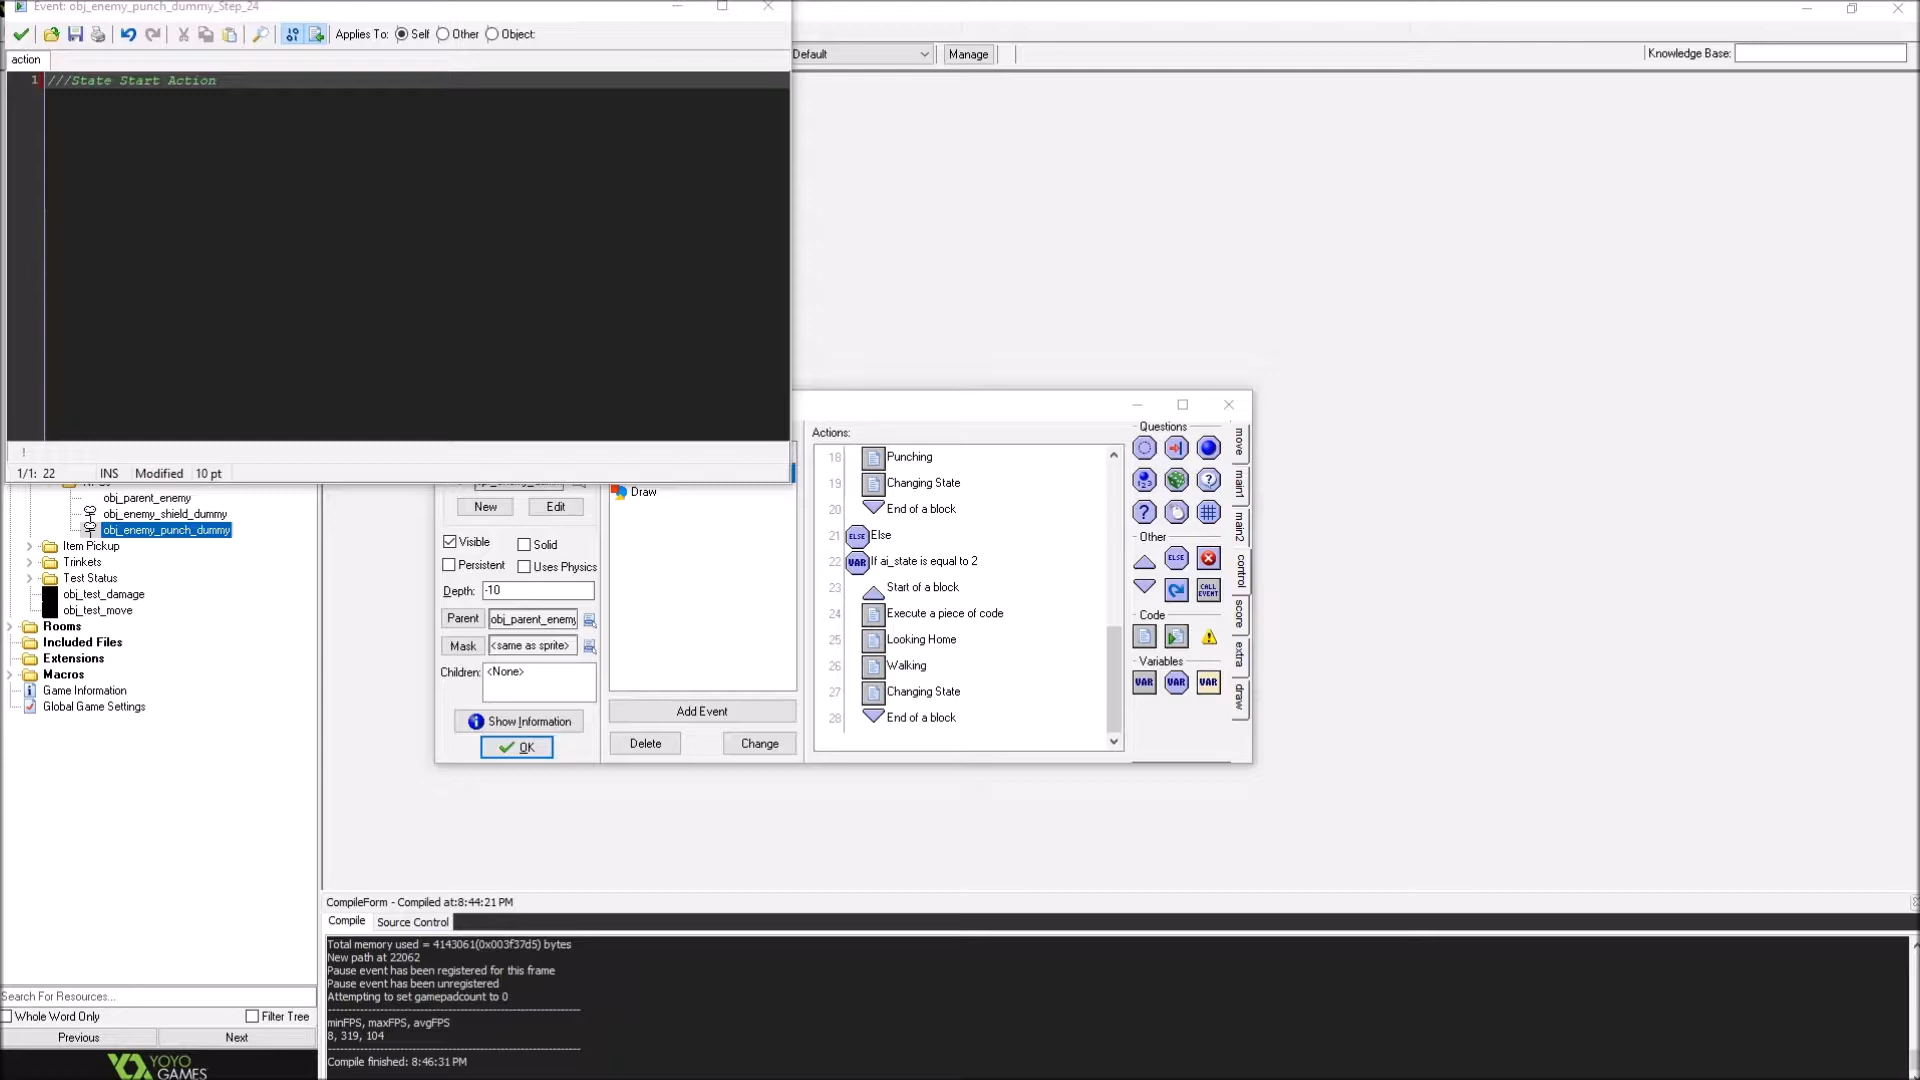 Event: obj_enemy_punch_dummy_Step_24
Applies To: Self Other Object:
action
1 ///State Start Action
1/1: 22 INS Modified 10 pt
Default Manage
Knowledge Base:
obj_parent_enemy
obj_enemy_shield_dummy
obj_enemy_punch_dummy
Item Pickup
Trinkets
Test Status
obj_test_damage
obj_test_move
Rooms
Included Files
Extensions
Macros
Game Information
Global Game Settings
Search For Resources...
Whole Word Only Filter Tree
Previous Next
YOYO
GAMES
New Edit
Visible Solid
Persistent Uses Physics
Depth: -10
Parent obj_parent_enemy
Mask <same as sprite>
Children: <None>
Show Information
OK
Draw
Add Event
Delete Change
Actions:
18 Punching
19 Changing State
20 End of a block
21 ELSE Else
22 VAR If ai_state is equal to 2
23 Start of a block
24 Execute a piece of code
25 Looking Home
26 Walking
27 Changing State
28 End of a block
Questions
Other
ELSE
CALL EVENT
Code
Variables
VAR VAR VAR
move
main1
main2
control
score
extra
draw
CompileForm - Compiled at:8:44:21 PM
Compile Source Control
Total memory used = 4143061(0x003f37d5) bytes
New path at 22062
Pause event has been registered for this frame
Pause event has been unregistered
Attempting to set gamepadcount to 0
minFPS, maxFPS, avgFPS
8, 319, 104
Compile finished: 8:46:31 PM